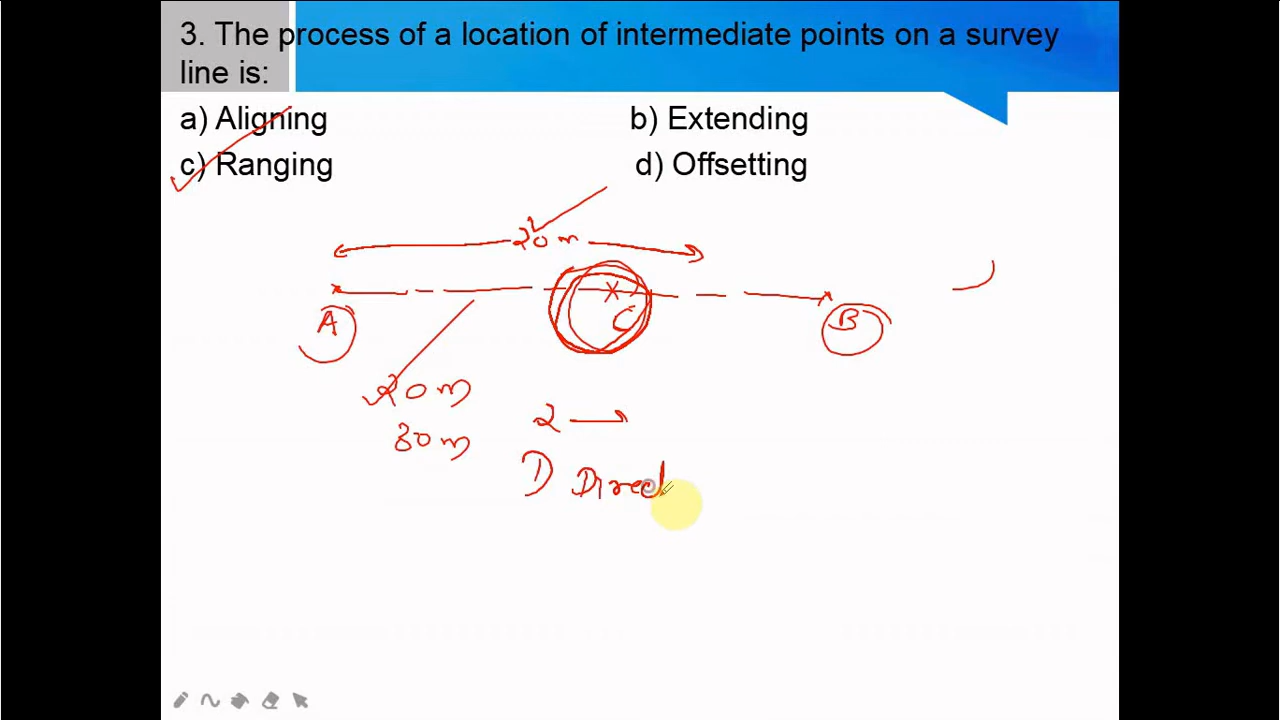 3. The process of a location of intermediate points on a survey
line is:
a) Aligning b) Extending
c) Ranging d) Offsetting
20 m
A C B
20 m
30 m
2 →
1) Direct